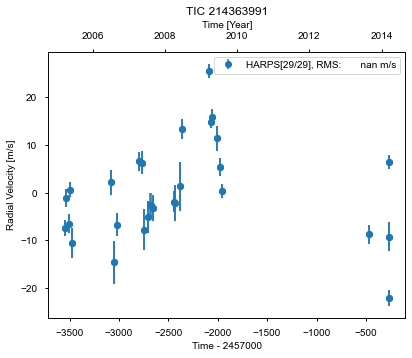 TIC 214363991
Time [Year]
2006 2008 2010 2012 2014
HARPS[29/29], RMS: nan m/s
20
10
0
−10
−20
Radial Velocity [m/s]
−3500 −3000 −2500 −2000 −1500 −1000 −500
Time - 2457000